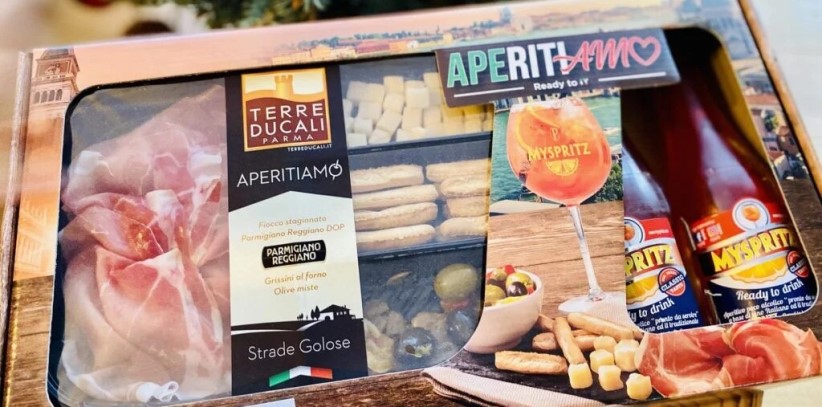 APERITIAMO
Ready to IT
TERRE
DUCALI
PARMA
TERREDUCALI.IT
APERITIAMO
Fiocco stagionato
Parmigiano Reggiano DOP
PARMIGIANO
REGGIANO
Grissini al forno
Olive miste
Strade Golose
MYSPRITZ
SPRITZ
CLASSIC
y to drink
MYSPRITZ
CLASSIC
Ready to drink